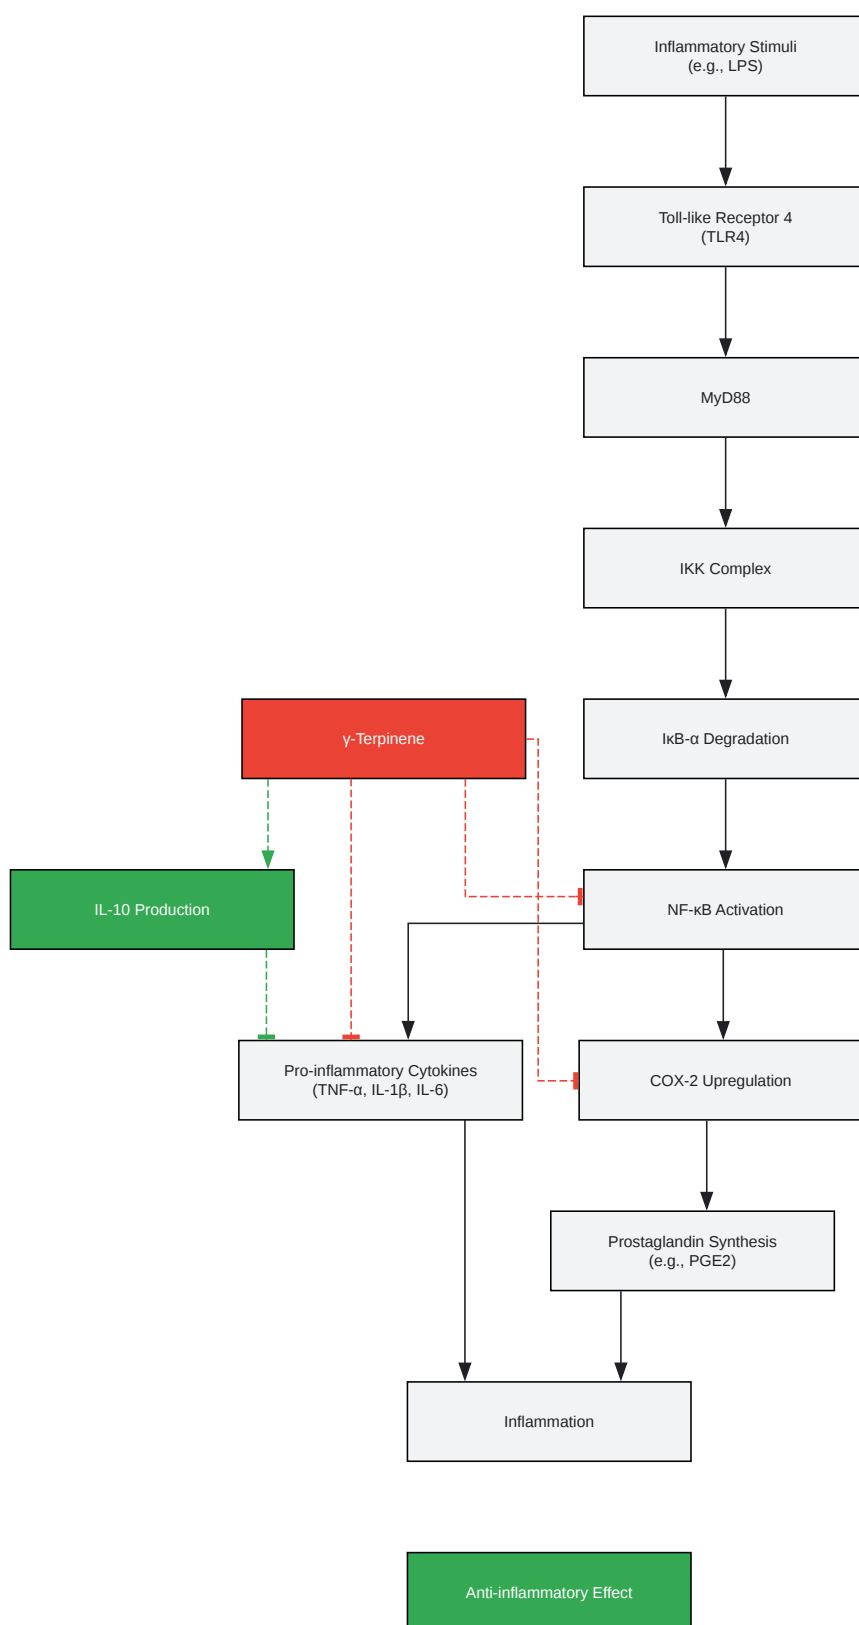 Inflammatory Stimuli
(e.g., LPS)
Toll-like Receptor 4
(TLR4)
MyD88
IKK Complex
γ-Terpinene
IκB-α Degradation
IL-10 Production
NF-κB Activation
Pro-inflammatory Cytokines
(TNF-α, IL-1β, IL-6)
COX-2 Upregulation
Prostaglandin Synthesis
(e.g., PGE2)
Inflammation
Anti-inflammatory Effect